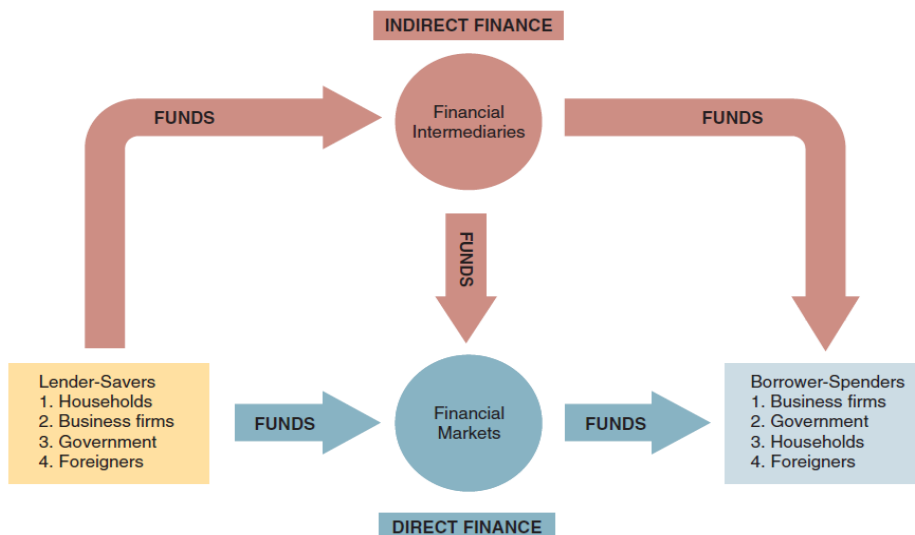 INDIRECT FINANCE
FUNDS
Financial
Intermediaries
FUNDS
FUNDS
Lender-Savers
1. Households
2. Business firms
3. Government
4. Foreigners
FUNDS
Financial
Markets
FUNDS
Borrower-Spenders
1. Business firms
2. Government
3. Households
4. Foreigners
DIRECT FINANCE